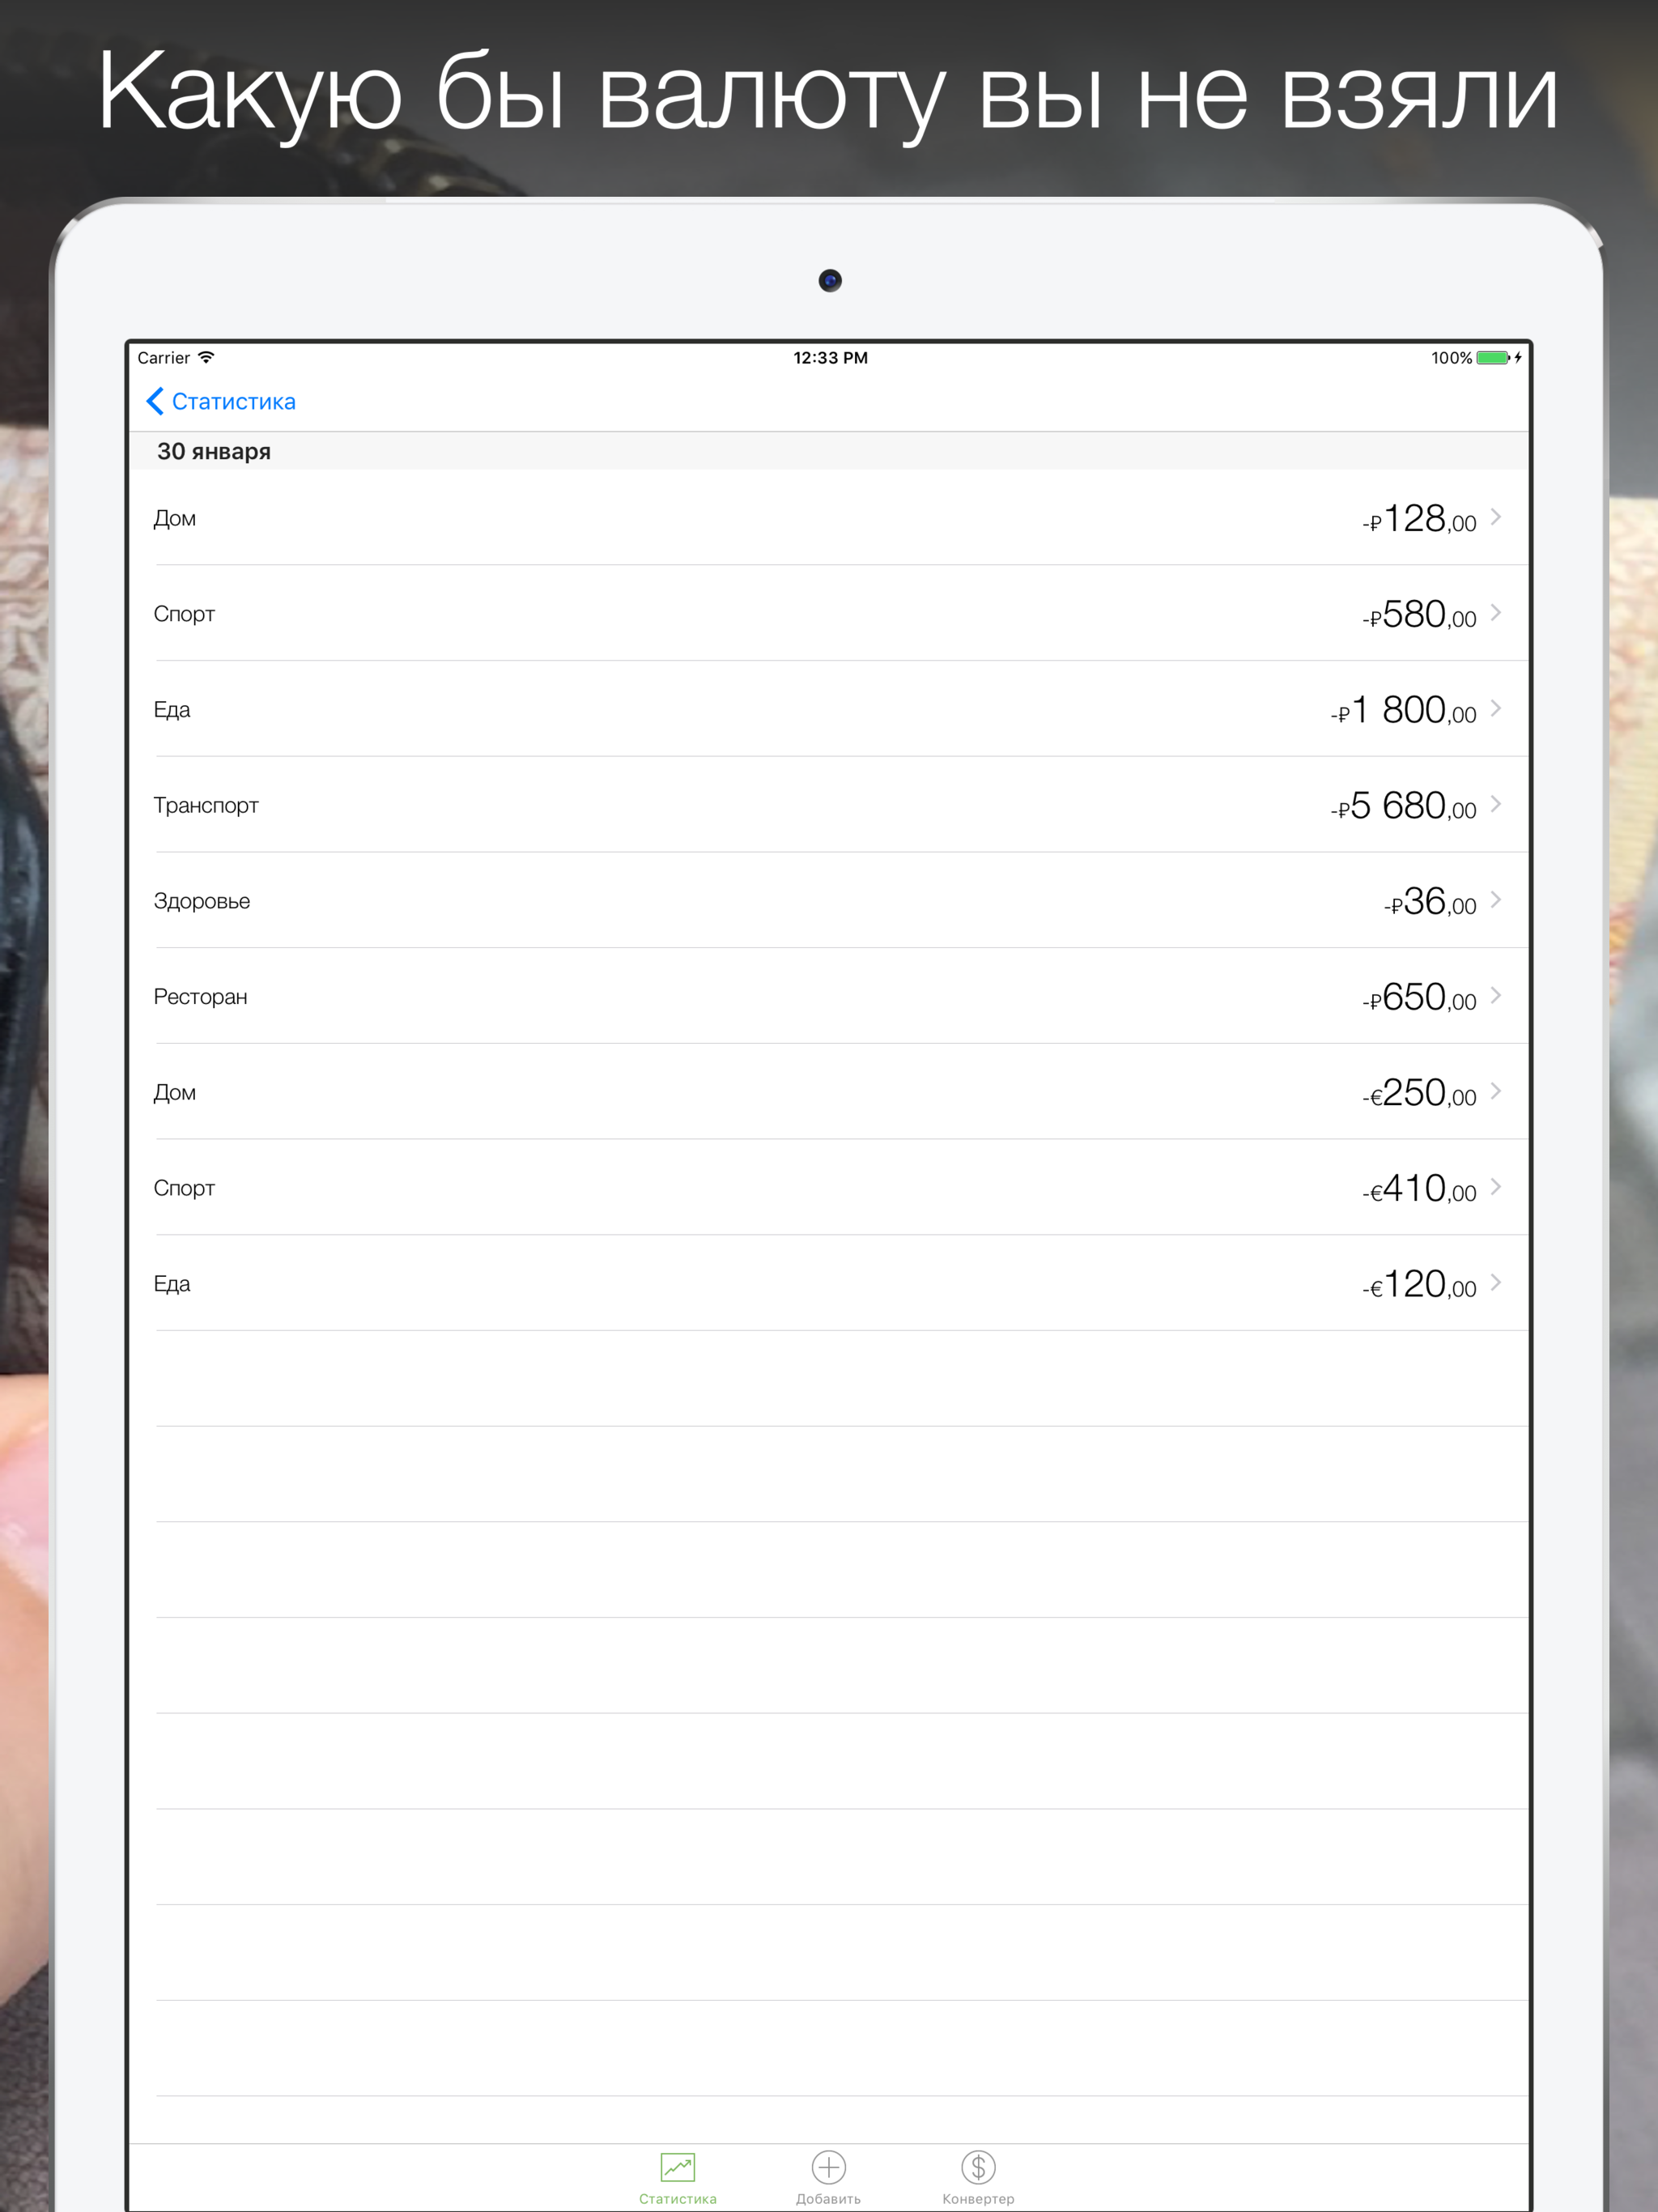 Какую бы валюту вы не взяли
Carrier 12:33 PM 100%
Статистика
30 января
Дом -₽128,00
Спорт -₽580,00
Еда -₽1 800,00
Транспорт -₽5 680,00
Здоровье -₽36,00
Ресторан -₽650,00
Дом -€250,00
Спорт -€410,00
Еда -€120,00
Статистика Добавить Конвертер